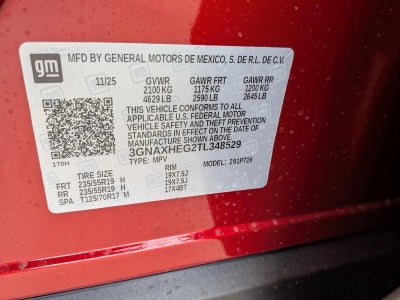 gm
MFD BY GENERAL MOTORS DE MEXICO, S. DE R.L. DE C.V.
11/25 GVWR GAWR FRT GAWR RR
2100 KG 1175 KG 1200 KG
4629 LB 2590 LB 2645 LB
THIS VEHICLE CONFORMS TO ALL
APPLICABLE U.S. FEDERAL MOTOR
VEHICLE SAFETY, BUMPER, AND THEFT
PREVENTION STANDARDS IN
EFFECT ON THE DATE OF
MANUFACTURE SHOWN ABOVE.
3GNAXHEG2TL348529
170H TYPE: MPV MODEL: 291PT26
TIRE SIZE RIM
FRT 235/55R19 H 19X7.5J
RR 235/55R19 H 19X7.5J
SPA T125/70R17 M 17X4BT